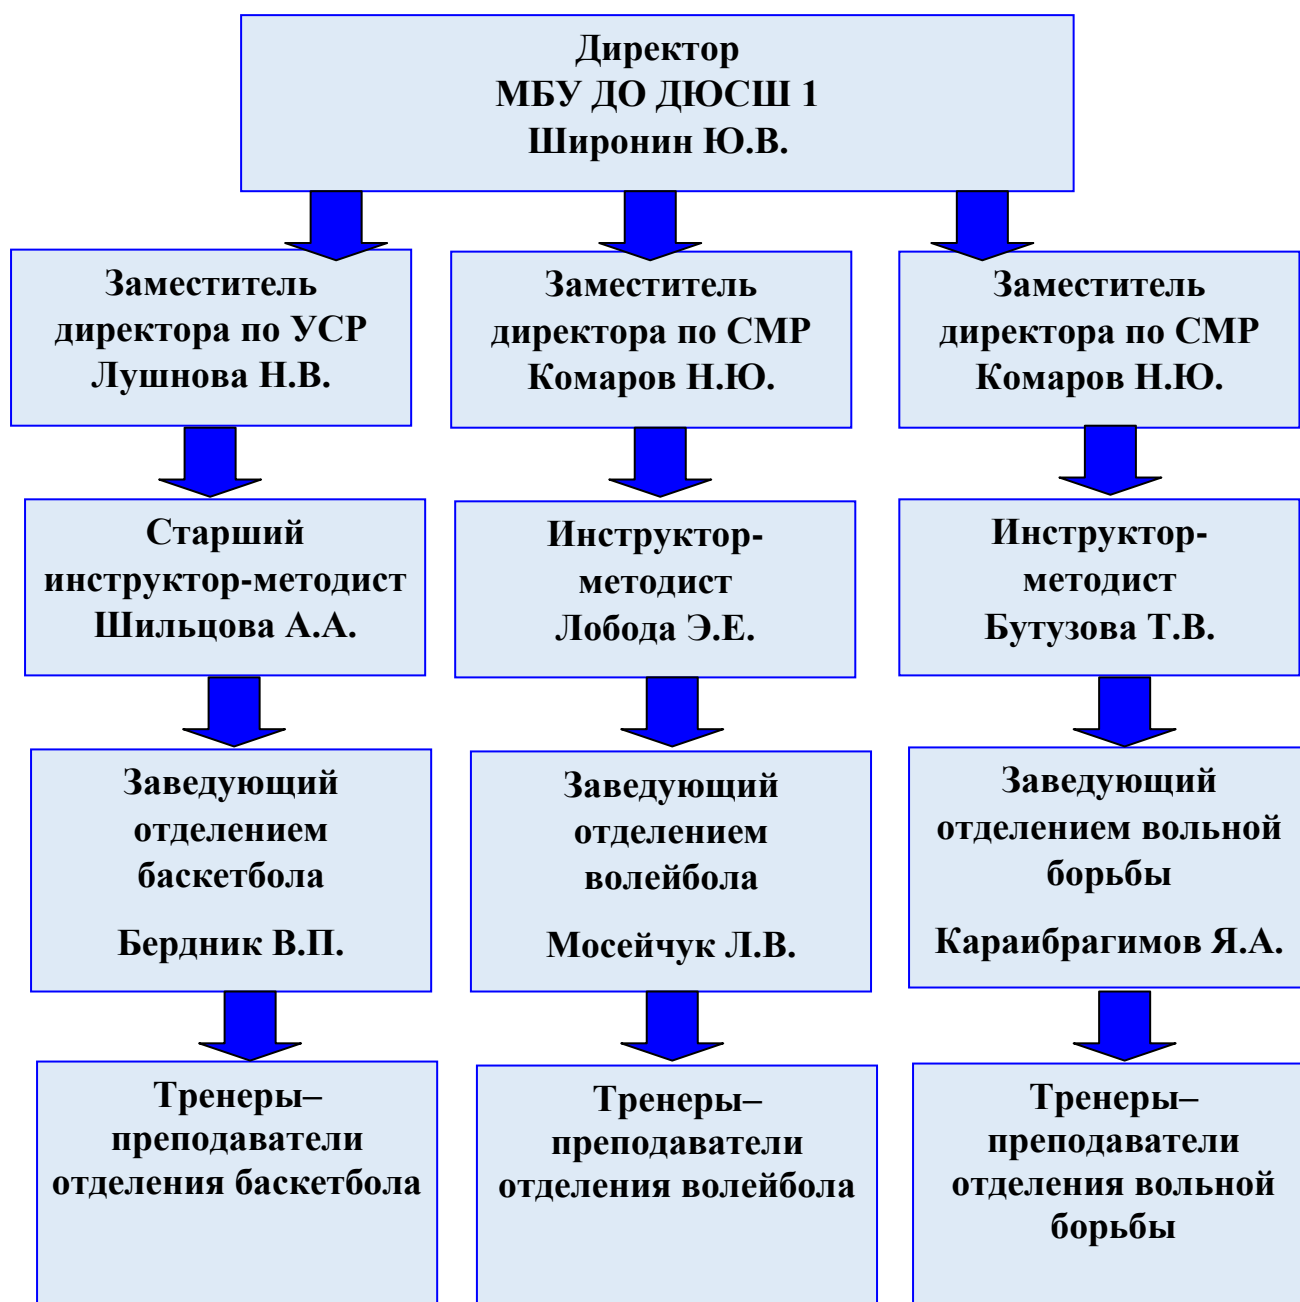 Директор
МБУ ДО ДЮСШ 1
Широнин Ю.В.
Заместитель
директора по УСР
Лушнова Н.В.
Заместитель
директора по СМР
Комаров Н.Ю.
Заместитель
директора по СМР
Комаров Н.Ю.
Старший
инструктор-методист
Шильцова А.А.
Инструктор-
методист
Лобода Э.Е.
Инструктор-
методист
Бутузова Т.В.
Заведующий
отделением
баскетбола
Бердник В.П.
Заведующий
отделением
волейбола
Мосейчук Л.В.
Заведующий
отделением вольной
борьбы
Караибрагимов Я.А.
Тренеры–
преподаватели
отделения баскетбола
Тренеры–
преподаватели
отделения волейбола
Тренеры–
преподаватели
отделения вольной
борьбы